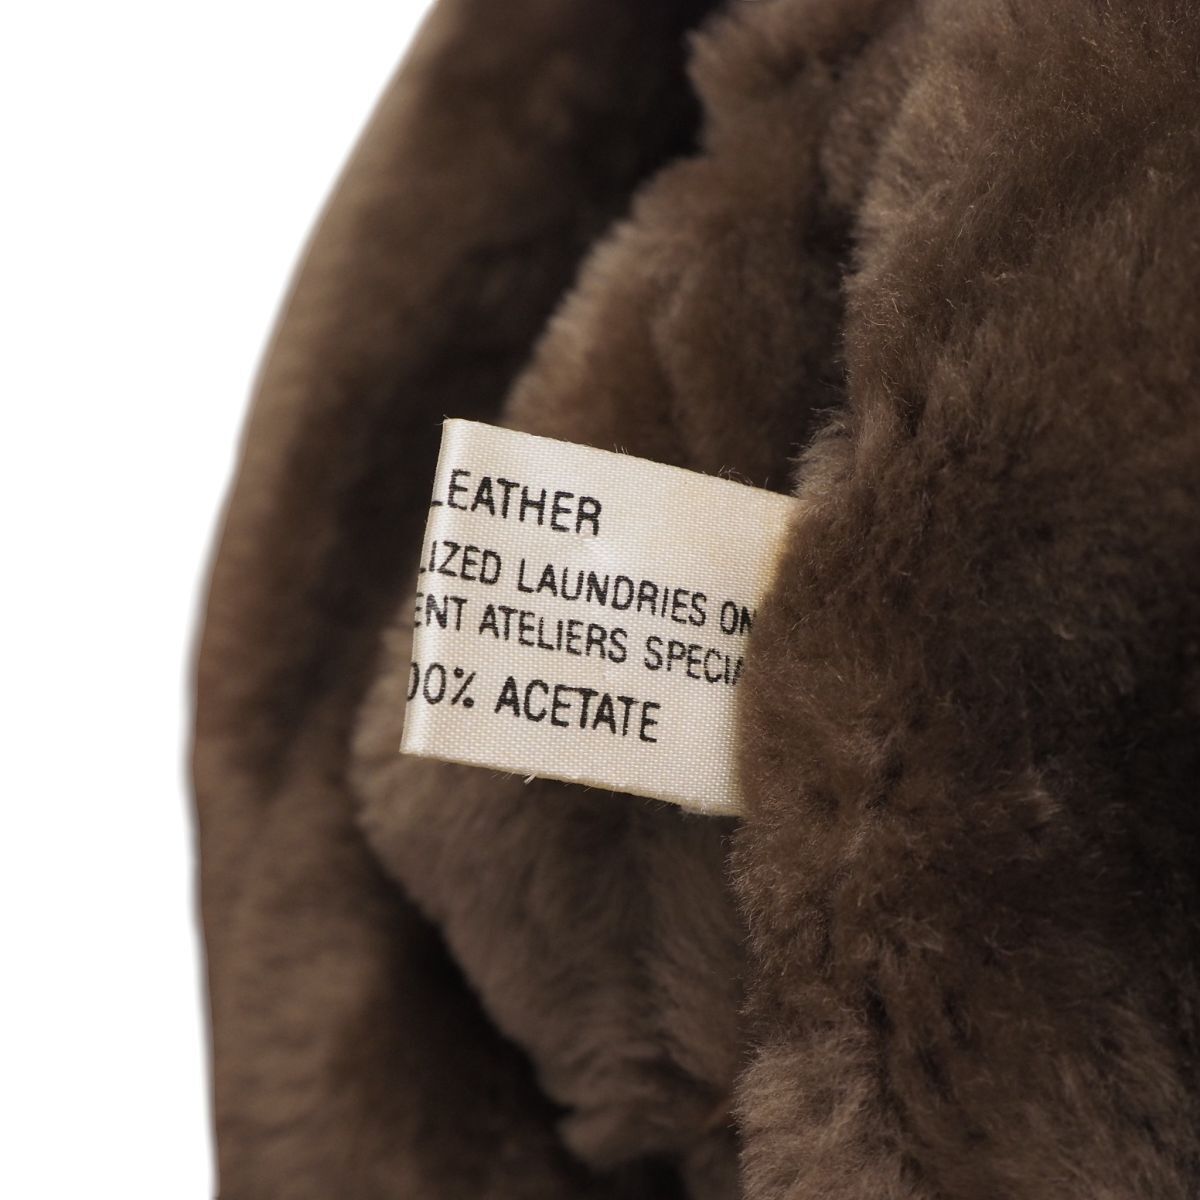 LEATHER
LIZED LAUNDRIES ON
ENT ATELIERS SPECIA
00% ACETATE